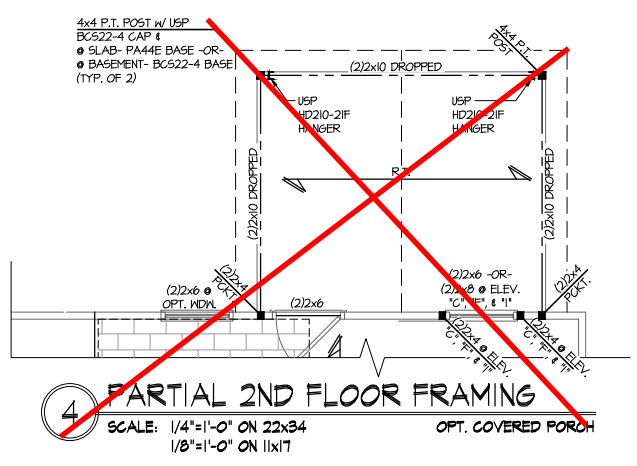 4x4 P.T. POST W/ USP
BCS22-4 CAP &
@ SLAB- PA44E BASE -OR-
@ BASEMENT- BCS22-4 BASE
(TYP. OF 2)
4x4 P.T.
POST
(2)2x10 DROPPED
USP
HD210-2IF
HANGER
USP
HD210-2IF
HANGER
R.T.
(2)2x10 DROPPED
(2)2x10 DROPPED
(2)2x4
PCKT.
(2)2x6 @
OPT. WDW.
(2)2x6
(2)2x6 -OR-
(2)2x8 @ ELEV.
"C", "F", & "I"
(2)2x4
PCKT.
(2)2x4 @ ELEV.
"C", "F", & "I"
(2)2x4 @ ELEV.
"C", "F", & "I"
4
PARTIAL 2ND FLOOR FRAMING
SCALE: 1/4"=1'-0" ON 22x34
1/8"=1'-0" ON 11x17
OPT. COVERED PORCH